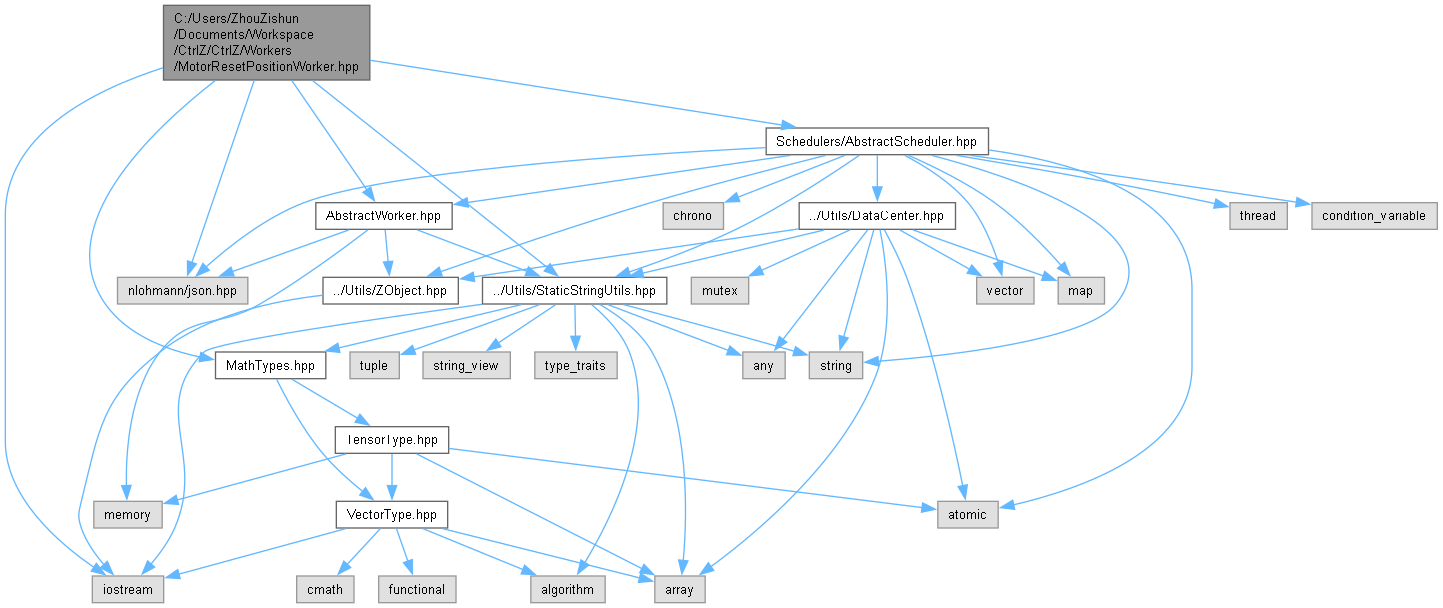 C:/Users/ZhouZishun
/Documents/Workspace
/CtrlZ/CtrlZ/Workers
/MotorResetPositionWorker.hpp
Schedulers/AbstractScheduler.hpp
AbstractWorker.hpp
chrono
../Utils/DataCenter.hpp
thread
condition_variable
nlohmann/json.hpp
../Utils/ZObject.hpp
../Utils/StaticStringUtils.hpp
mutex
vector
map
MathTypes.hpp
tuple
string_view
type_traits
any
string
TensorType.hpp
memory
VectorType.hpp
atomic
iostream
cmath
functional
algorithm
array